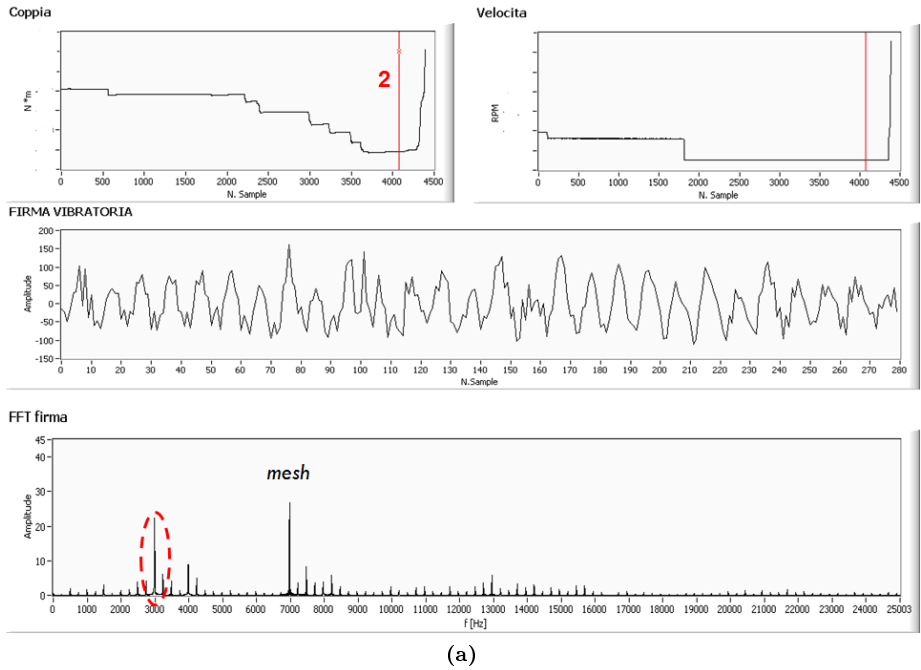 Coppia
Velocita
2
N *m
RPM
0 500 1000 1500 2000 2500 3000 3500 4000 4500
0 500 1000 1500 2000 2500 3000 3500 4000 4500
N. Sample
N. Sample
FIRMA VIBRATORIA
200
150
100
50
0
-50
-100
-150
Amplitude
0 10 20 30 40 50 60 70 80 90 100 110 120 130 140 150 160 170 180 190 200 210 220 230 240 250 260 270 280
N.Sample
FFT firma
45
40
30
20
10
0
Amplitude
mesh
0 1000 2000 3000 4000 5000 6000 7000 8000 9000 10000 11000 12000 13000 14000 15000 16000 17000 18000 19000 20000 21000 22000 23000 25003
f [Hz]
(a)